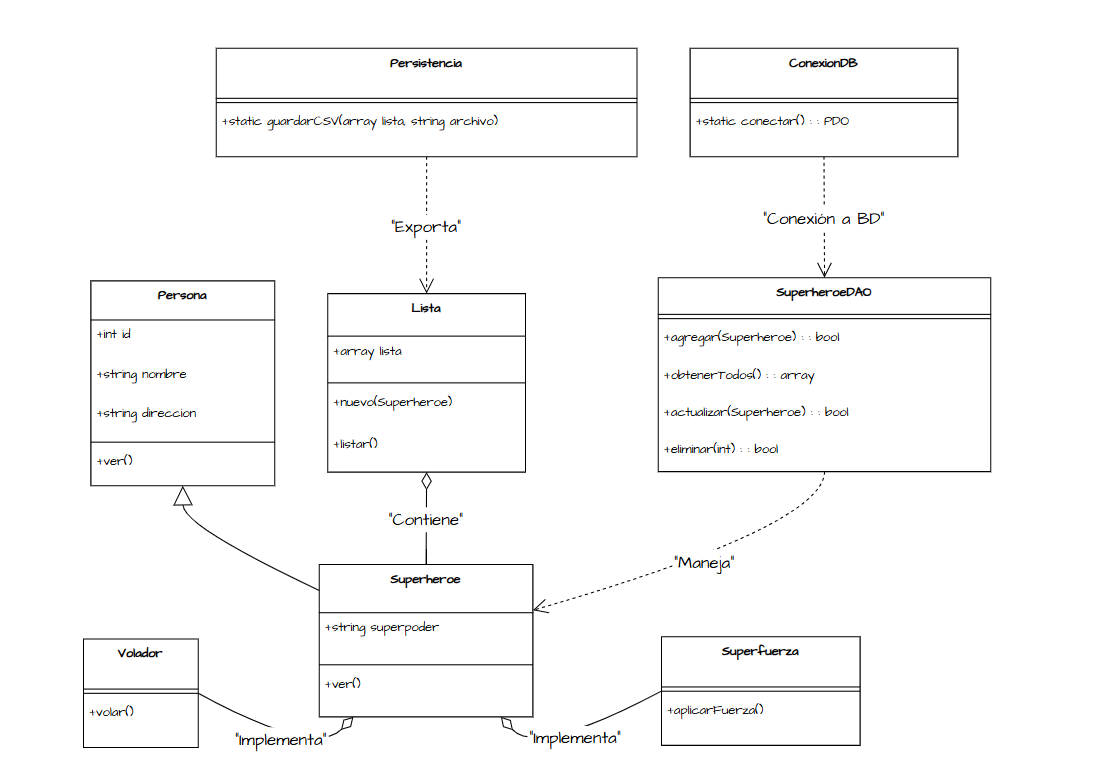 Persistencia
+static guardarCSV(array lista, string archivo)
ConexionDB
+static conectar() : : PDO
"Exporta"
"Conexión a BD"
Persona
+int id
+string nombre
+string direccion
+ver()
Lista
+array lista
+nuevo(Superheroe)
+listar()
SuperheroeDAO
+agregar(Superheroe) : : bool
+obtenerTodos() : : array
+actualizar(Superheroe) : : bool
+eliminar(int) : : bool
"Contiene"
"Maneja"
Superheroe
+string superpoder
+ver()
Volador
+volar()
Superfuerza
+aplicarFuerza()
"Implementa"
"Implementa"